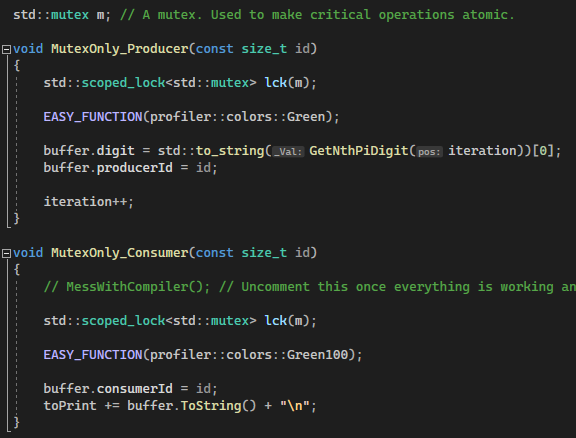 std::mutex m; // A mutex. Used to make critical operations atomic.
void MutexOnly_Producer(const size_t id)
{
std::scoped_lock<std::mutex> lck(m);
EASY_FUNCTION(profiler::colors::Green);
buffer.digit = std::to_string(_Val: GetNthPiDigit(pos: iteration))[0];
buffer.producerId = id;
iteration++;
}
void MutexOnly_Consumer(const size_t id)
{
// MessWithCompiler(); // Uncomment this once everything is working an
std::scoped_lock<std::mutex> lck(m);
EASY_FUNCTION(profiler::colors::Green100);
buffer.consumerId = id;
toPrint += buffer.ToString() + "\n";
}